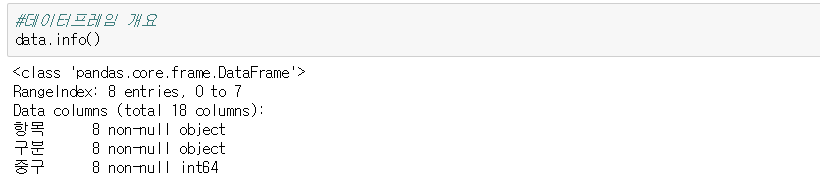 #데이터프레임 개요
data.info()
<class 'pandas.core.frame.DataFrame'>
RangeIndex: 8 entries, 0 to 7
Data columns (total 18 columns):
항목 8 non-null object
구분 8 non-null object
중구 8 non-null int64